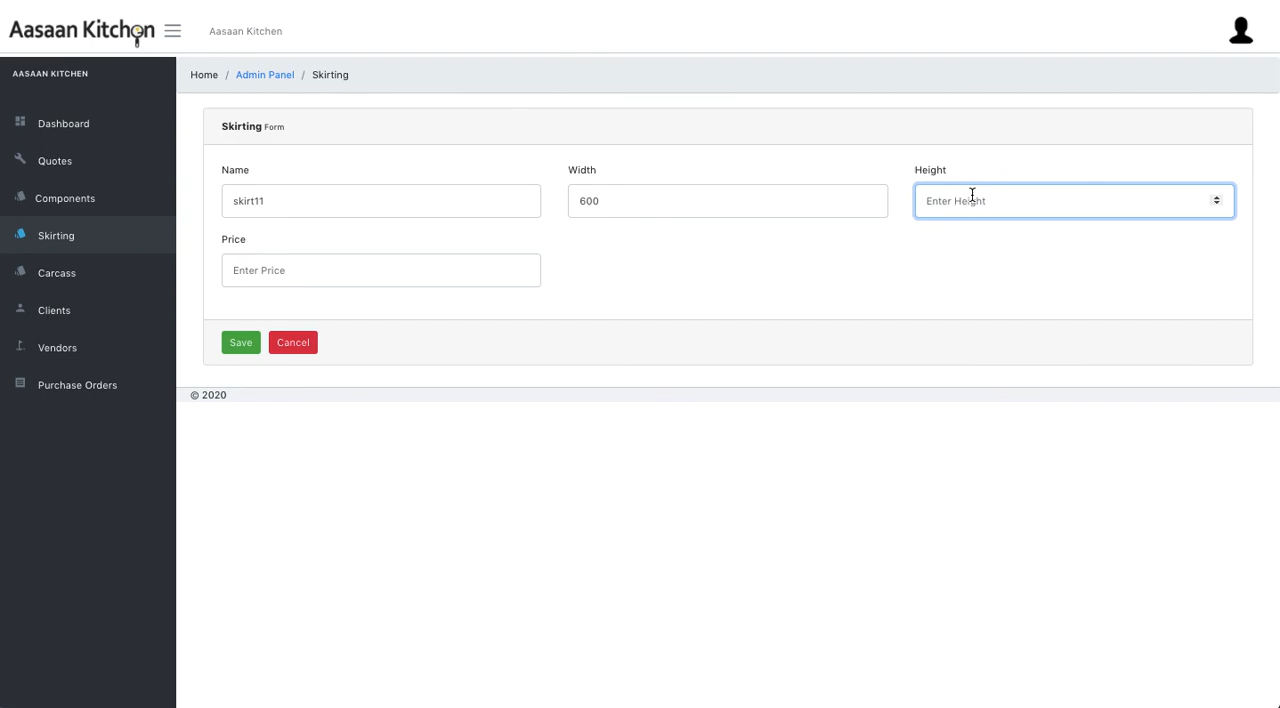 Aasaan Kitchen
Aasaan Kitchen
AASAAN KITCHEN
Dashboard
Quotes
Components
Skirting
Carcass
Clients
Vendors
Purchase Orders
Home / Admin Panel / Skirting
Skirting Form
Name Width Height
skirt11 600 Enter Height
Price
Enter Price
Save Cancel
© 2020